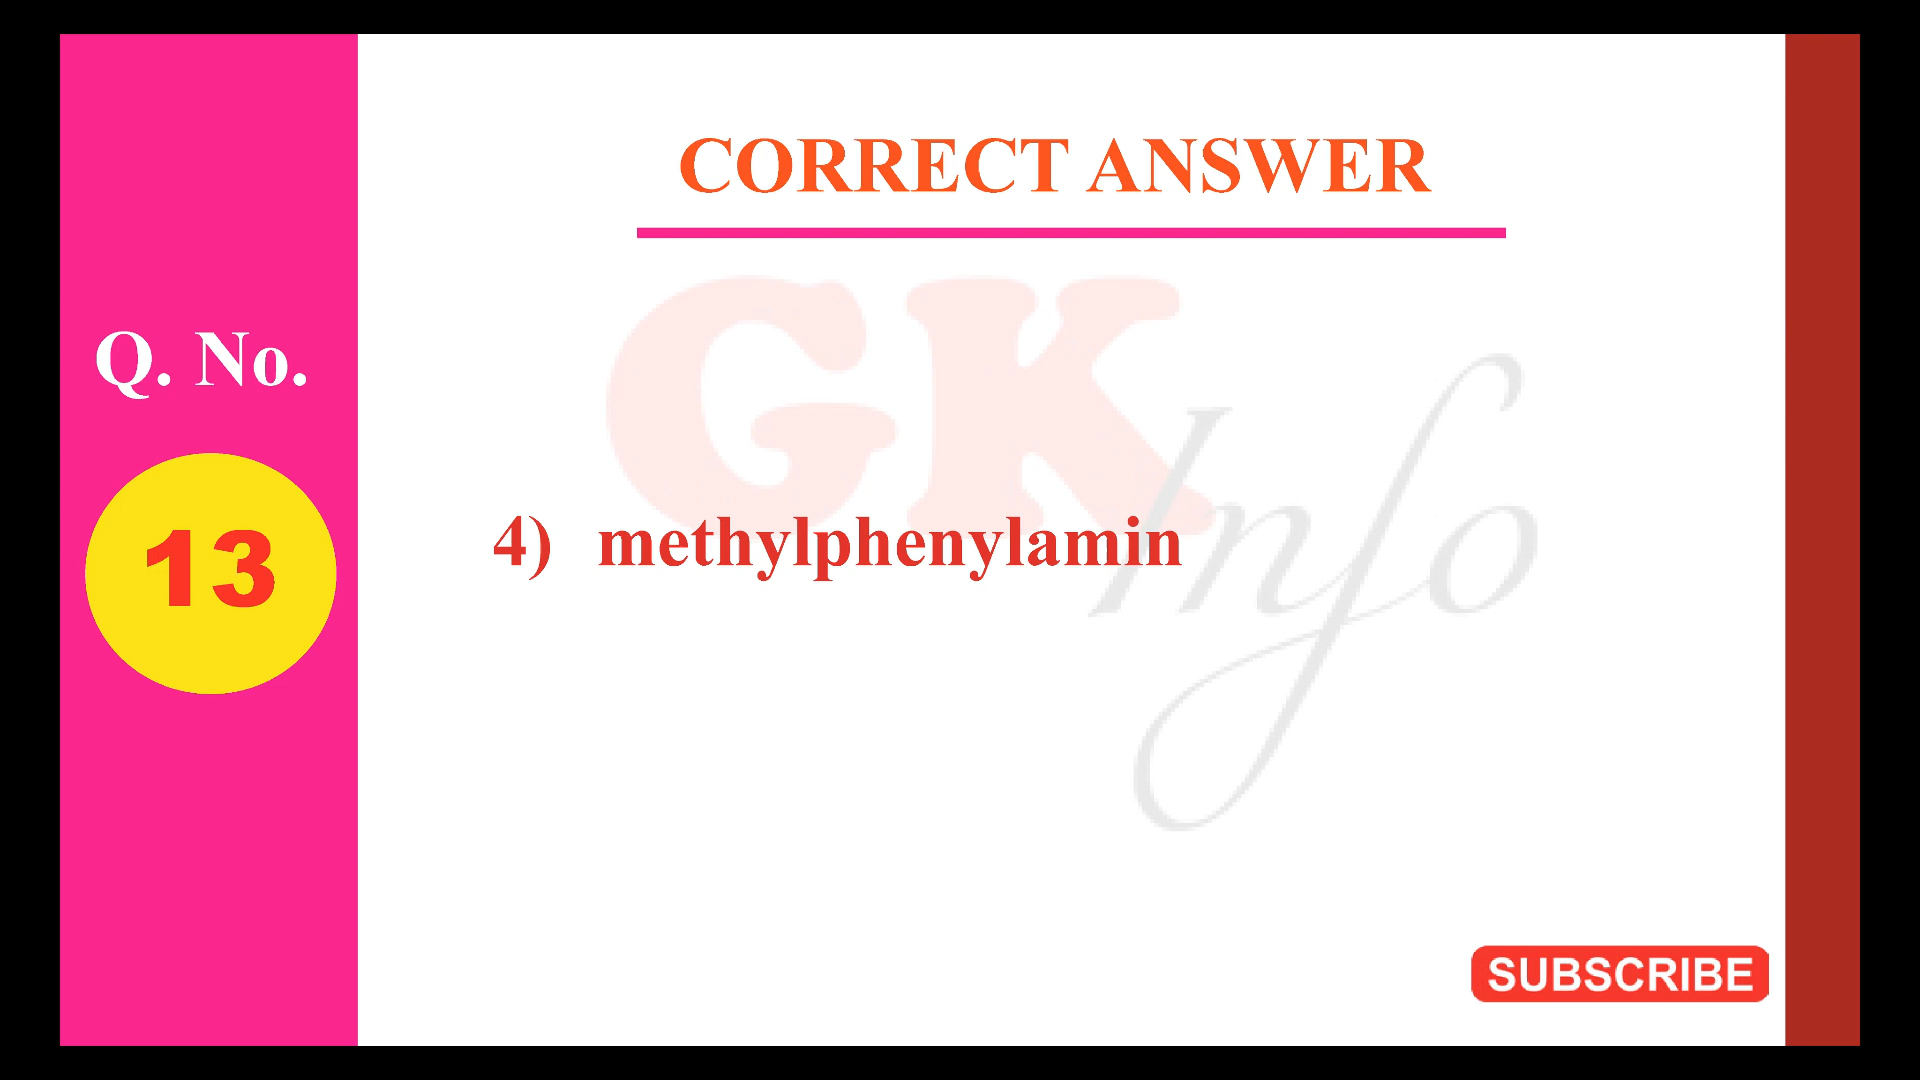 CORRECT ANSWER
GK Info
Q. No.
13
4) methylphenylamin
SUBSCRIBE